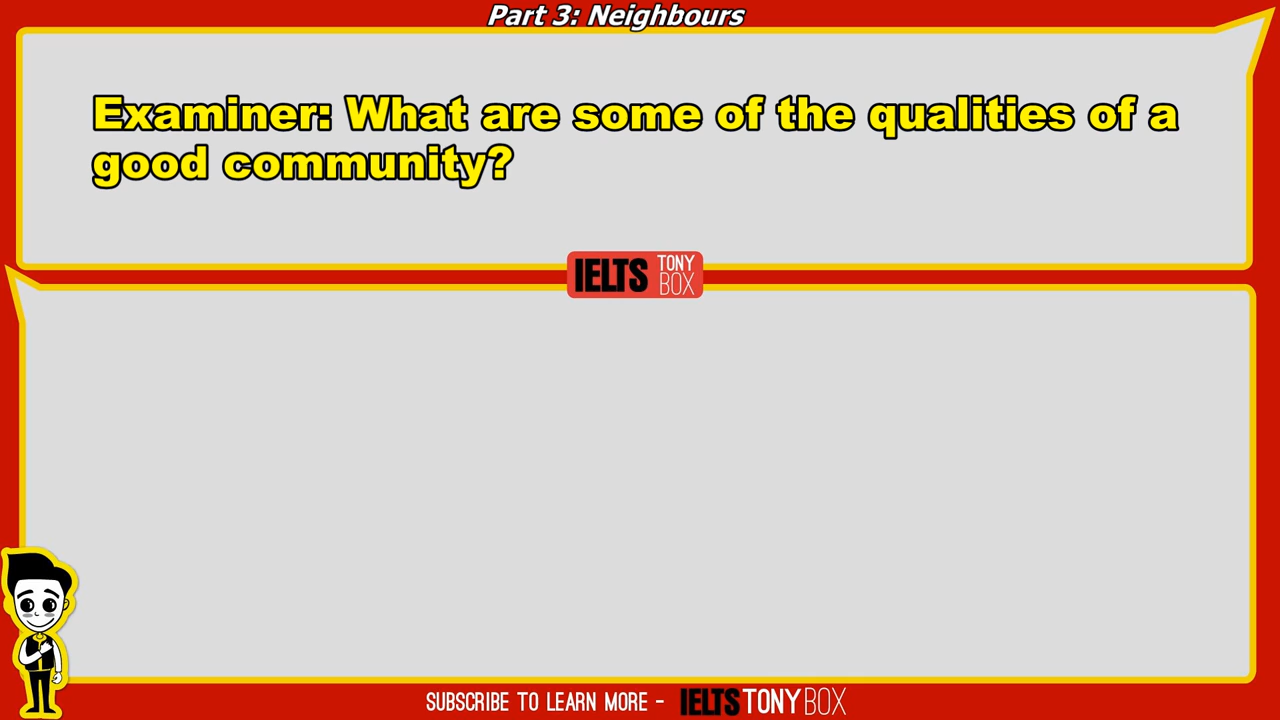 Part 3: Neighbours
Examiner: What are some of the qualities of a
good community?
IELTS TONY
BOX
SUBSCRIBE TO LEARN MORE - IELTS TONY BOX